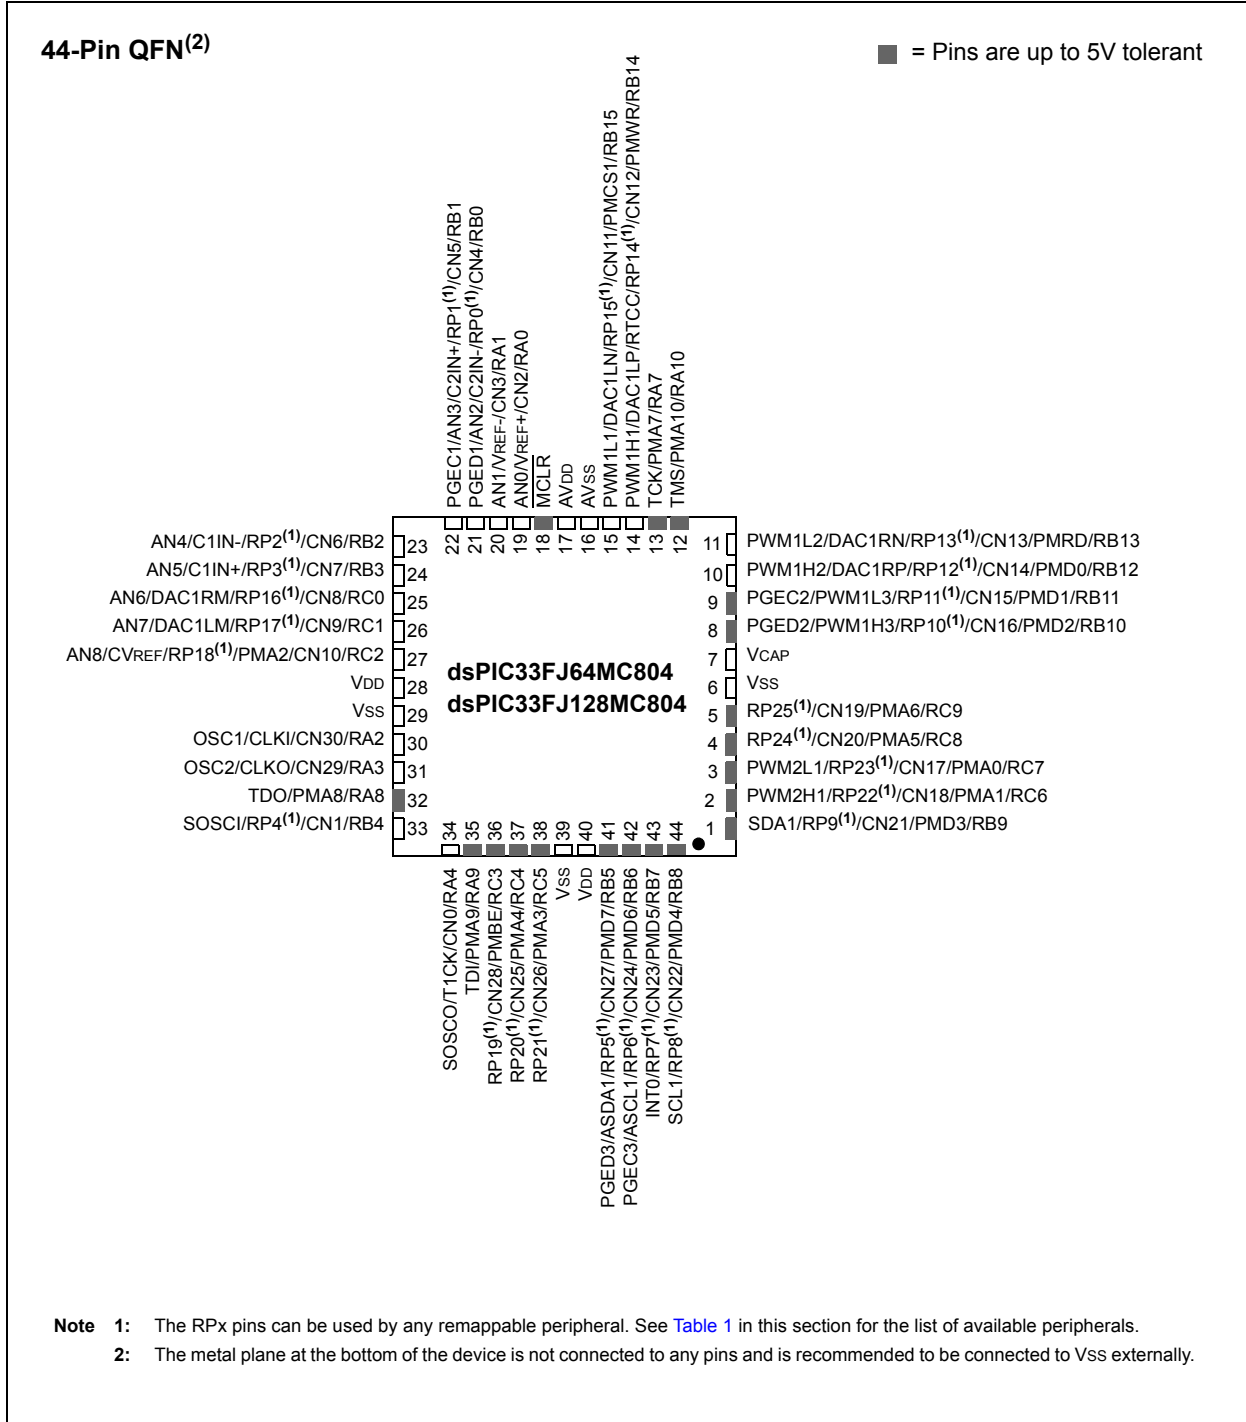 44-Pin QFN(2)
= Pins are up to 5V tolerant
PGEC1/AN3/C2IN+/RP1(1)/CN5/RB1
PGED1/AN2/C2IN-/RP0(1)/CN4/RB0
AN1/VREF-/CN3/RA1
AN0/VREF+/CN2/RA0
MCLR
AVDD
AVSS
PWM1L1/DAC1LN/RP15(1)/CN11/PMCS1/RB15
PWM1H1/DAC1LP/RTCC/RP14(1)/CN12/PMWR/RB14
TCK/PMA7/RA7
TMS/PMA10/RA10
22 21 20 19 18 17 16 15 14 13 12
AN4/C1IN-/RP2(1)/CN6/RB2 23
AN5/C1IN+/RP3(1)/CN7/RB3 24
AN6/DAC1RM/RP16(1)/CN8/RC0 25
AN7/DAC1LM/RP17(1)/CN9/RC1 26
AN8/CVREF/RP18(1)/PMA2/CN10/RC2 27
VDD 28
VSS 29
OSC1/CLKI/CN30/RA2 30
OSC2/CLKO/CN29/RA3 31
TDO/PMA8/RA8 32
SOSCI/RP4(1)/CN1/RB4 33
dsPIC33FJ64MC804
dsPIC33FJ128MC804
11 PWM1L2/DAC1RN/RP13(1)/CN13/PMRD/RB13
10 PWM1H2/DAC1RP/RP12(1)/CN14/PMD0/RB12
9 PGEC2/PWM1L3/RP11(1)/CN15/PMD1/RB11
8 PGED2/PWM1H3/RP10(1)/CN16/PMD2/RB10
7 VCAP
6 VSS
5 RP25(1)/CN19/PMA6/RC9
4 RP24(1)/CN20/PMA5/RC8
3 PWM2L1/RP23(1)/CN17/PMA0/RC7
2 PWM2H1/RP22(1)/CN18/PMA1/RC6
1 SDA1/RP9(1)/CN21/PMD3/RB9
34 35 36 37 38 39 40 41 42 43 44
SOSCO/T1CK/CN0/RA4
TDI/PMA9/RA9
RP19(1)/CN28/PMBE/RC3
RP20(1)/CN25/PMA4/RC4
RP21(1)/CN26/PMA3/RC5
VSS
VDD
PGED3/ASDA1/RP5(1)/CN27/PMD7/RB5
PGEC3/ASCL1/RP6(1)/CN24/PMD6/RB6
INT0/RP7(1)/CN23/PMD5/RB7
SCL1/RP8(1)/CN22/PMD4/RB8
Note 1: The RPx pins can be used by any remappable peripheral. See Table 1 in this section for the list of available peripherals.
2: The metal plane at the bottom of the device is not connected to any pins and is recommended to be connected to VSS externally.